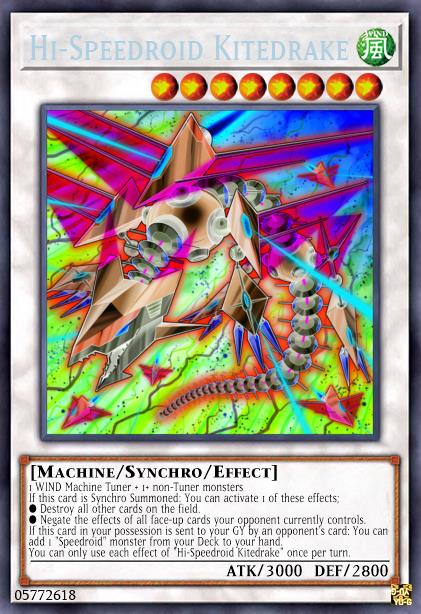 Hi-Speedroid Kitedrake
WIND
風
[Machine/Synchro/Effect]
1 WIND Machine Tuner + 1+ non-Tuner monsters
If this card is Synchro Summoned: You can activate 1 of these effects;
● Destroy all other cards on the field.
● Negate the effects of all face-up cards your opponent currently controls.
If this card in your possession is sent to your GY by an opponent's card: You can
add 1 "Speedroid" monster from your Deck to your hand.
You can only use each effect of "Hi-Speedroid Kitedrake" once per turn.
ATK/3000 DEF/2800
05772618